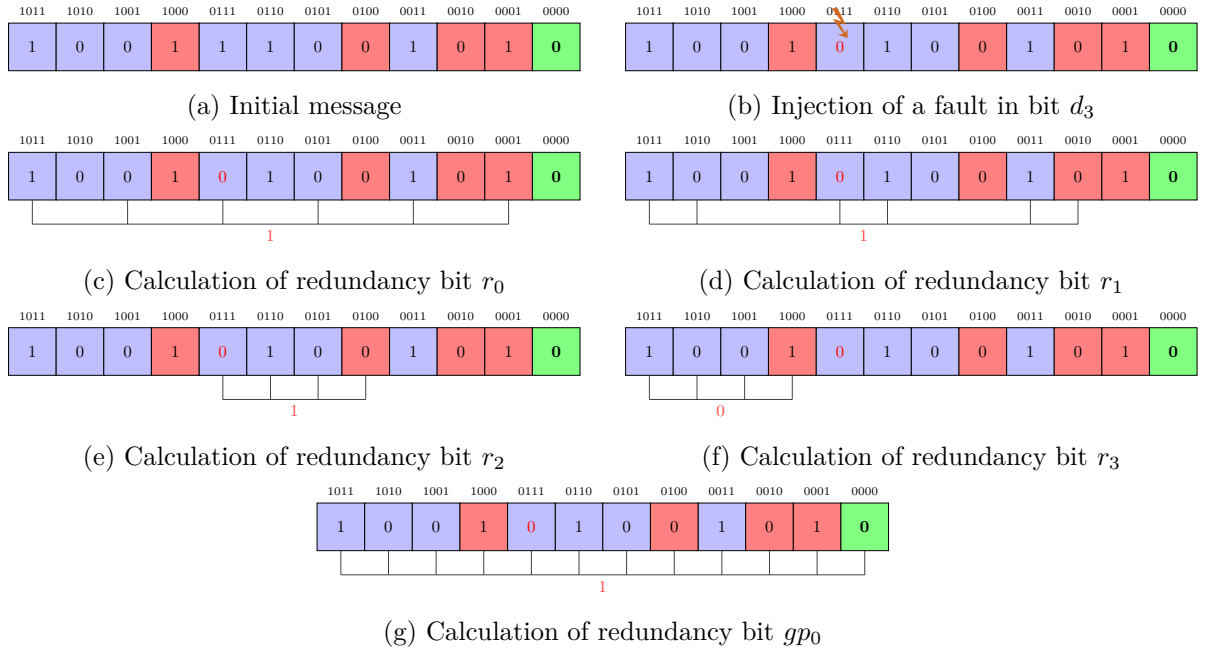 1011 1010 1001 1000 0111 0110 0101 0100 0011 0010 0001 0000
1 0 0 1 1 1 0 0 1 0 1 0
(a) Initial message
1011 1010 1001 1000 0111 0110 0101 0100 0011 0010 0001 0000
1 0 0 1 0 1 0 0 1 0 1 0
(b) Injection of a fault in bit d3
1011 1010 1001 1000 0111 0110 0101 0100 0011 0010 0001 0000
1 0 0 1 0 1 0 0 1 0 1 0
1
(c) Calculation of redundancy bit r0
1011 1010 1001 1000 0111 0110 0101 0100 0011 0010 0001 0000
1 0 0 1 0 1 0 0 1 0 1 0
1
(d) Calculation of redundancy bit r1
1011 1010 1001 1000 0111 0110 0101 0100 0011 0010 0001 0000
1 0 0 1 0 1 0 0 1 0 1 0
1
(e) Calculation of redundancy bit r2
1011 1010 1001 1000 0111 0110 0101 0100 0011 0010 0001 0000
1 0 0 1 0 1 0 0 1 0 1 0
0
(f) Calculation of redundancy bit r3
1011 1010 1001 1000 0111 0110 0101 0100 0011 0010 0001 0000
1 0 0 1 0 1 0 0 1 0 1 0
1
(g) Calculation of redundancy bit gp0